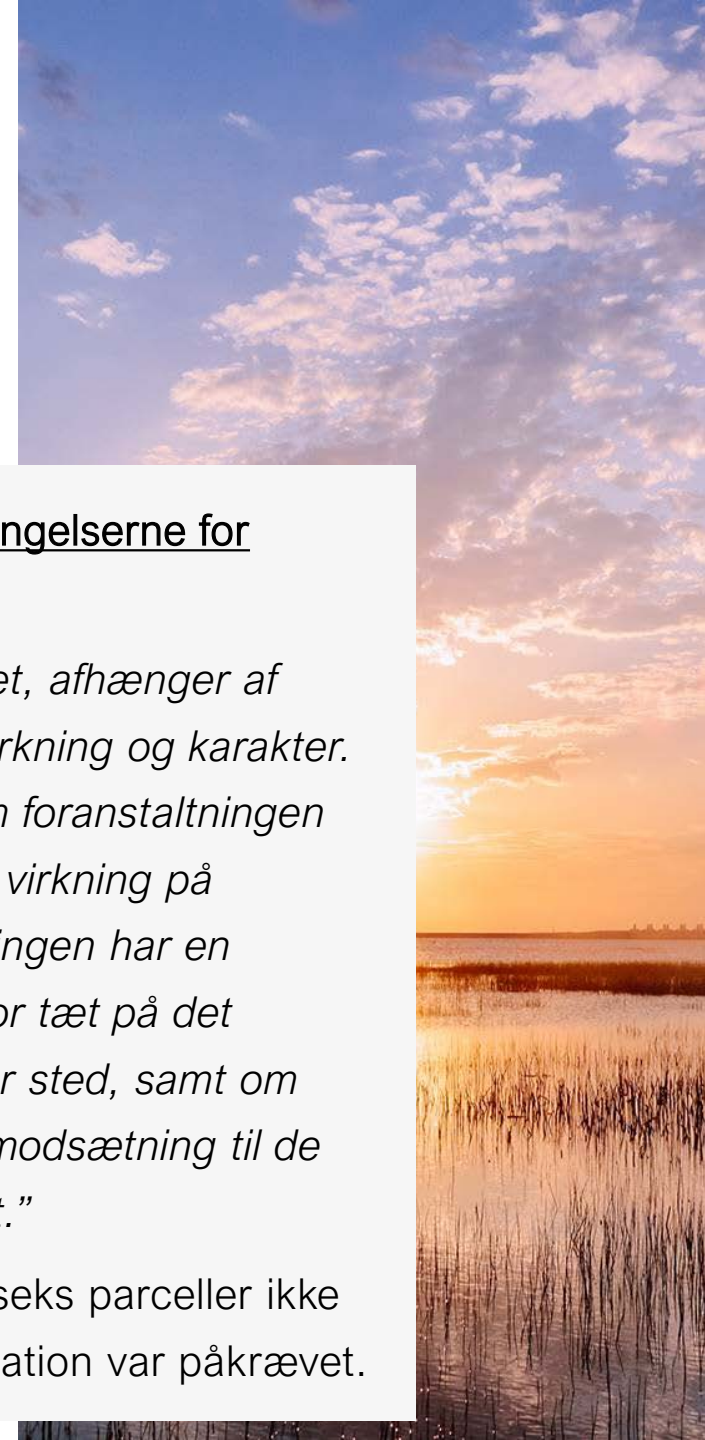 ngelserne for
et, afhænger af
rkning og karakter.
n foranstaltningen
virkning på
ingen har en
or tæt på det
r sted, samt om
modsætning til de
t.”
seks parceller ikke
ation var påkrævet.